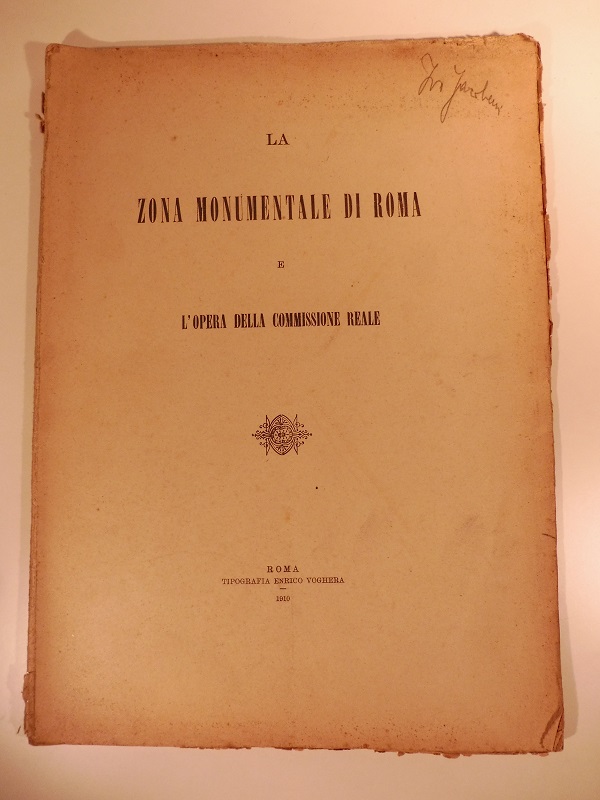 LA
ZONA MONUMENTALE DI ROMA
E
L'OPERA DELLA COMMISSIONE REALE
ROMA
TIPOGRAFIA ENRICO VOGHERA
1910